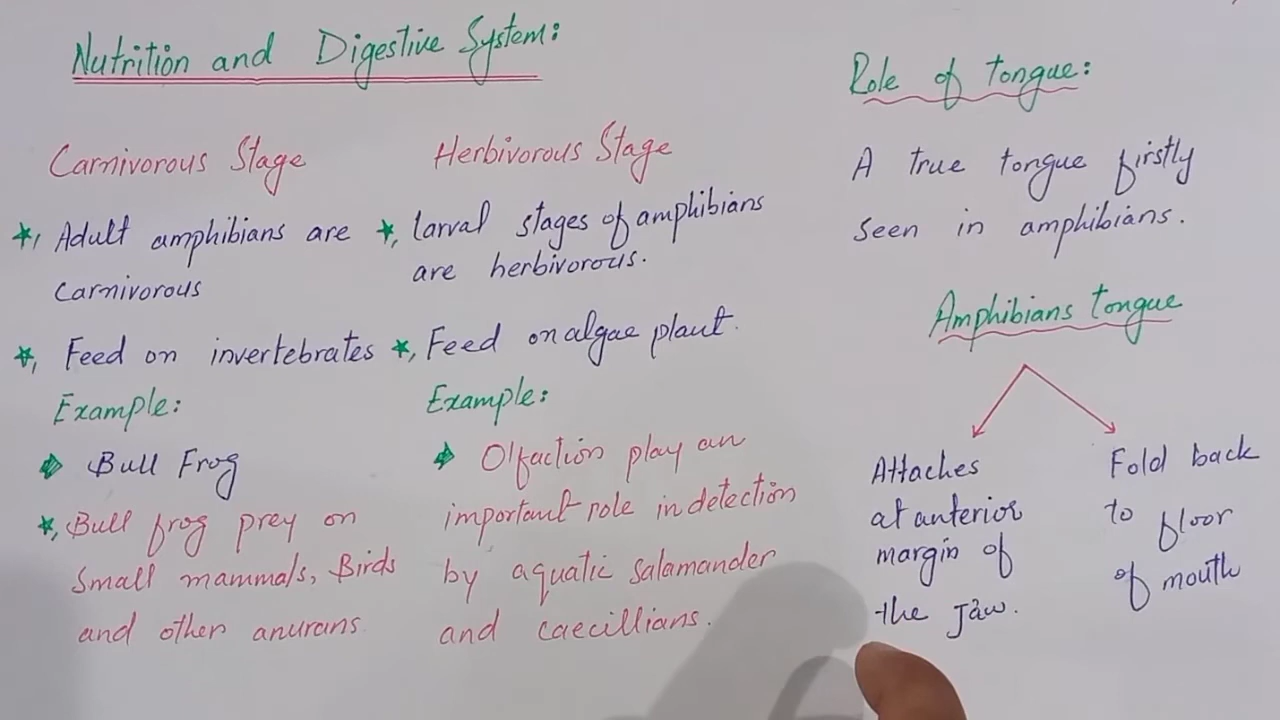 Nutrition and Digestive System:
Carnivorous Stage
★, Adult amphibians are
carnivorous
★, Feed on invertebrates
Example:
Bull Frog
★, Bull frog prey on
Small mammals, Birds
and other anurans.
Herbivorous Stage
★, Larval stages of amphibians
are herbivorous.
★, Feed on algae plant.
Example:
Olfaction play an
important role in detection
by aquatic salamander
and caecillians.
Role of tongue:
A true tongue firstly
seen in amphibians.
Amphibians tongue
Attaches
at anterior
margin of
the Jaw.
Fold back
to floor
of mouth